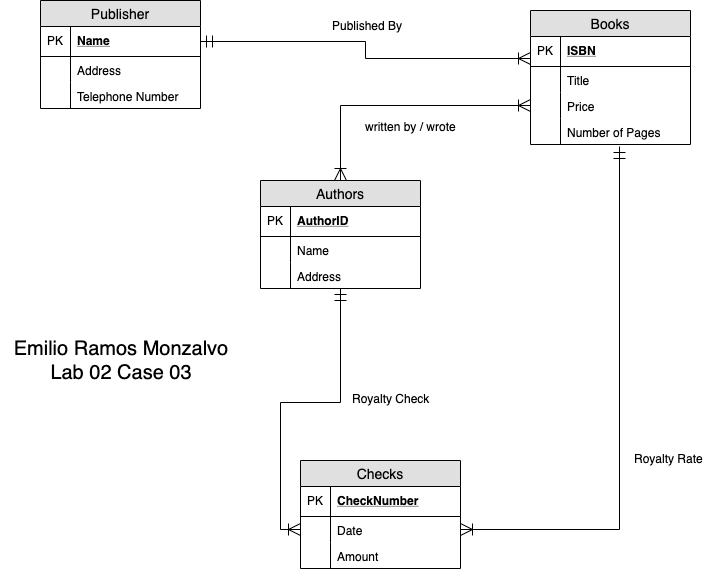 Publisher
PK Name
Address
Telephone Number
Published By
Books
PK ISBN
Title
Price
Number of Pages
written by / wrote
Authors
PK AuthorID
Name
Address
Emilio Ramos Monzalvo
Lab 02 Case 03
Royalty Check
Royalty Rate
Checks
PK CheckNumber
Date
Amount